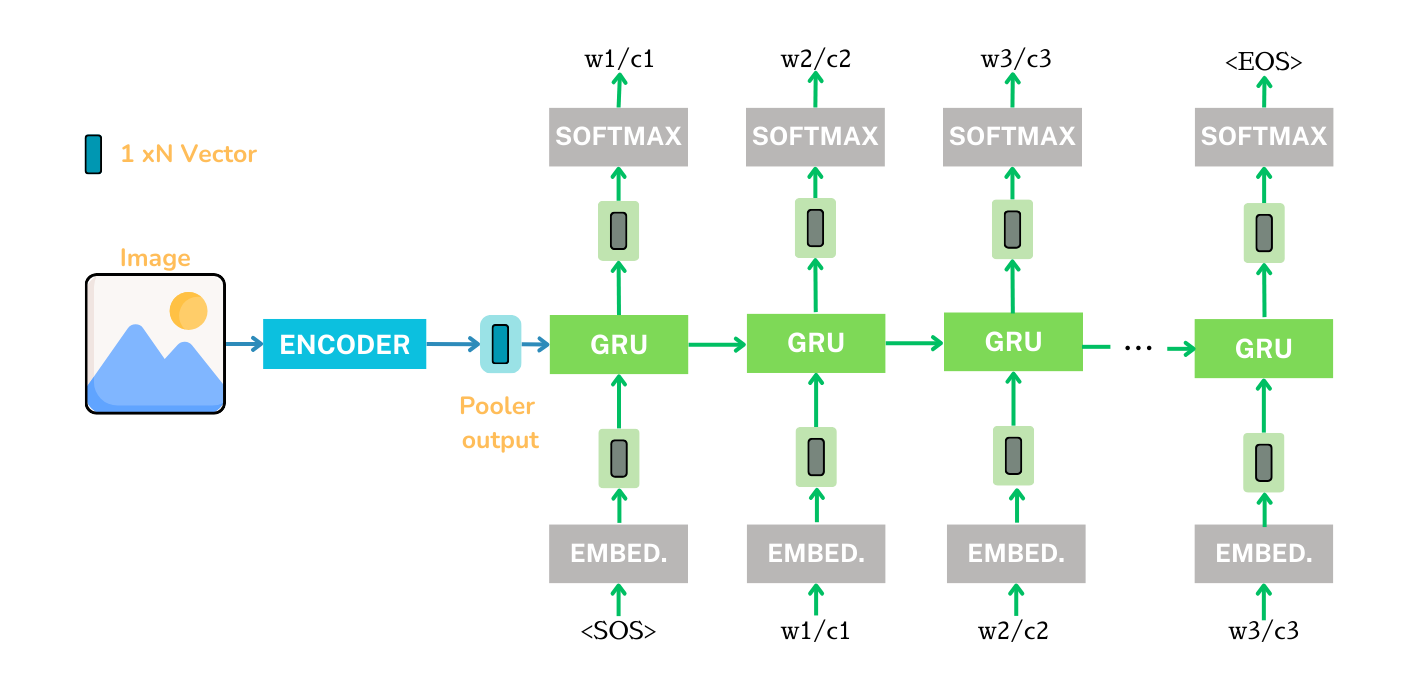 w1/c1 w2/c2 w3/c3 <EOS>
SOFTMAX SOFTMAX SOFTMAX SOFTMAX
1 xN Vector
Image
ENCODER GRU GRU GRU ... GRU
Pooler
output
EMBED. EMBED. EMBED. EMBED.
<SOS> w1/c1 w2/c2 w3/c3